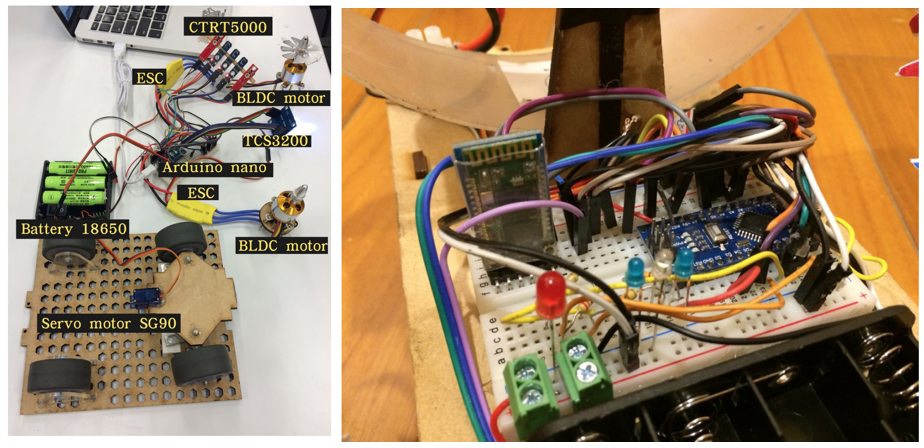 CTRT5000
ESC
BLDC motor
TCS3200
Arduino nano
ESC
Battery 18650
BLDC motor
Servo motor SG90
a b c d e
f g h i j